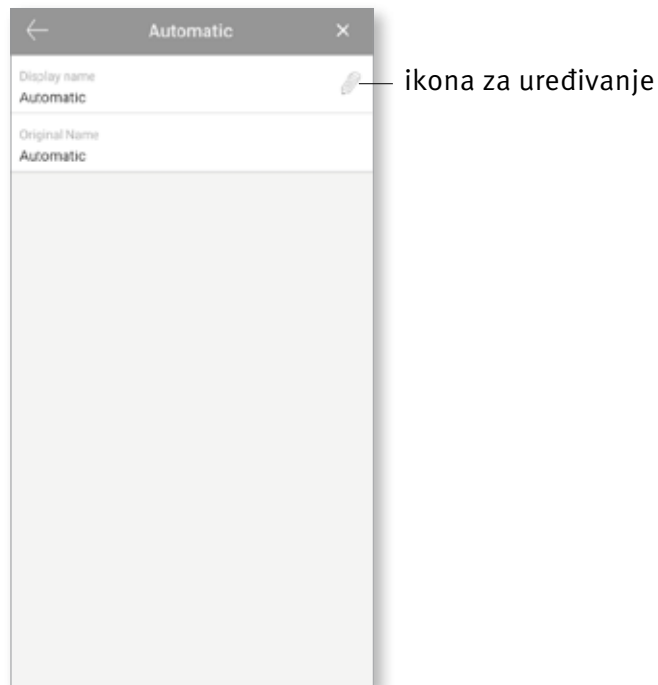 Automatic
Display name
Automatic
ikona za uređivanje
Original Name
Automatic